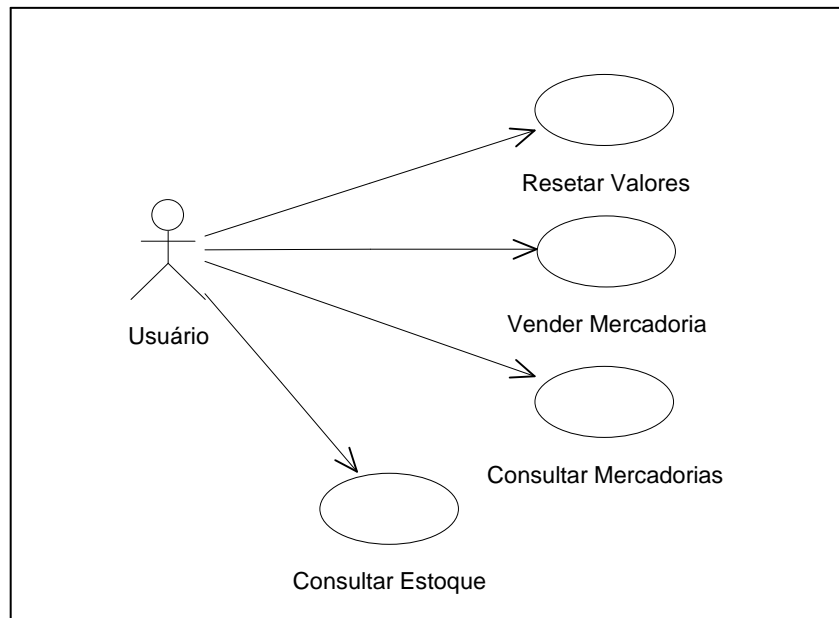 Resetar Valores
Vender Mercadoria
Usuário
Consultar Mercadorias
Consultar Estoque